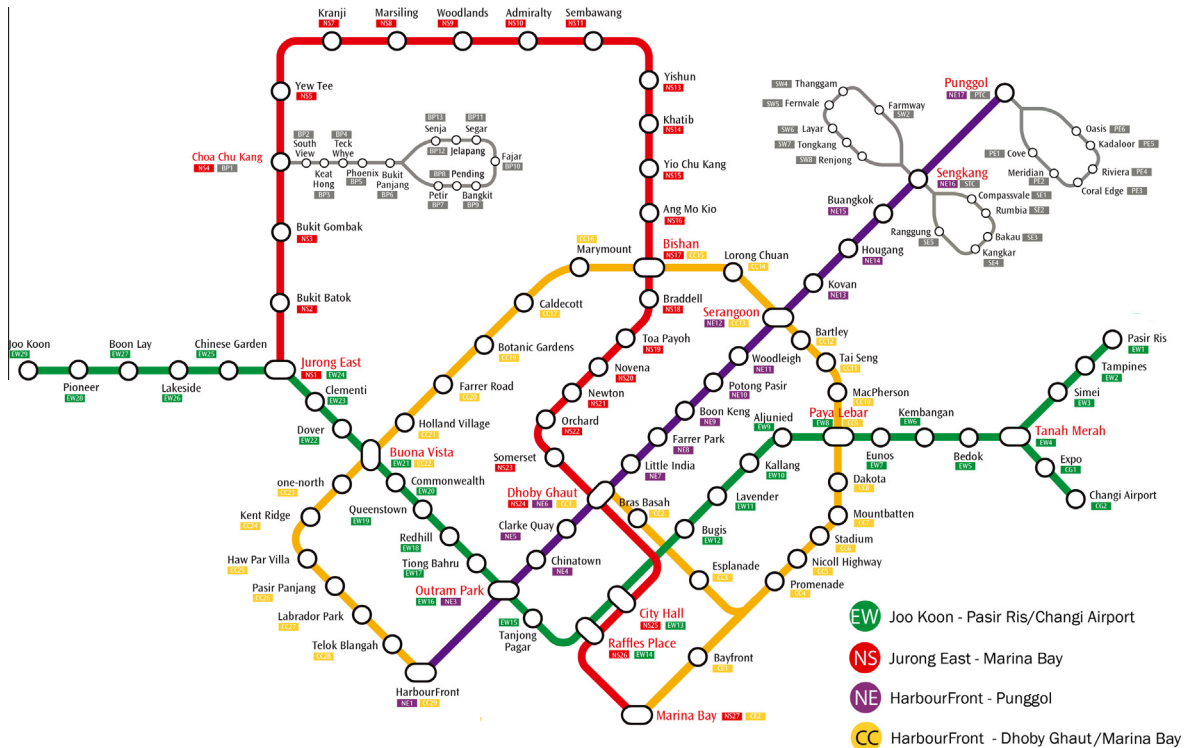 Kranji
NS7
Marsiling
NS8
Woodlands
NS9
Admiralty
NS10
Sembawang
NS11
Yew Tee
NS5
Choa Chu Kang
NS4 BP1
BP2
South
View
Keat
Hong
BP3
BP4
Teck
Whye
Phoenix
BP5
Bukit
Panjang
BP6
BP13
Senja
BP12
Jelapang
BP11
Segar
Fajar
BP10
BP8 Pending
Petir
BP7
Bangkit
BP9
Bukit Gombak
NS3
Bukit Batok
NS2
Yishun
NS13
Khatib
NS14
Yio Chu Kang
NS15
Ang Mo Kio
NS16
Bishan
NS17 CC15
Braddell
NS18
Toa Payoh
NS19
Novena
NS20
Newton
NS21
Orchard
NS22
Somerset
NS23
Dhoby Ghaut
NS24 NE6 CC1
SW4 Thanggam
SW5 Fernvale
SW6
Layar
SW7 Tongkang
SW8 Renjong
Farmway
SW2
Punggol
NE17 PTC
Oasis PE6
Kadaloor PE5
Riviera PE4
Coral Edge PE3
PE1 Cove
Meridian
PE2
Sengkang
NE16 STC
Compassvale SE1
Rumbia SE2
Bakau SE3
Kangkar
SE4
Ranggung
SE5
Buangkok
NE15
Hougang
NE14
Kovan
NE13
Serangoon
NE12 CC13
Woodleigh
NE11
Potong Pasir
NE10
Boon Keng
NE9
Farrer Park
NE8
Little India
NE7
Clarke Quay
NE5
Chinatown
NE4
CC16
Marymount
Lorong Chuan
CC14
Bartley
CC12
Tai Seng
CC11
MacPherson
CC10
Paya Lebar
EW8 CC9
Dakota
CC8
Mountbatten
CC7
Stadium
CC6
Nicoll Highway
CC5
Promenade
CC4
Esplanade
CC3
Bras Basah
CC2
Bayfront
CE1
Marina Bay NS27 CE2
Caldecott
CC17
Botanic Gardens
CC19
Farrer Road
CC20
Holland Village
CC21
Buona Vista
EW21 CC22
one-north
CC23
Kent Ridge
CC24
Haw Par Villa
CC25
Pasir Panjang
CC26
Labrador Park
CC27
Telok Blangah
CC28
HarbourFront
NE1 CC29
Joo Koon
EW29
Pioneer
EW28
Boon Lay
EW27
Lakeside
EW26
Chinese Garden
EW25
Jurong East
NS1 EW24
Clementi
EW23
Dover
EW22
Commonwealth
EW20
Queenstown
EW19
Redhill
EW18
Tiong Bahru
EW17
Outram Park
EW16 NE3
EW15
Tanjong
Pagar
Raffles Place
NS26 EW14
City Hall
NS25 EW13
Bugis
EW12
Lavender
EW11
Kallang
EW10
Aljunied
EW9
Eunos
EW7
Kembangan
EW6
Bedok
EW5
Tanah Merah
EW4
Simei
EW3
Tampines
EW2
Pasir Ris
EW1
Expo
CG1
Changi Airport
CG2
EW Joo Koon - Pasir Ris/Changi Airport
NS Jurong East - Marina Bay
NE HarbourFront - Punggol
CC HarbourFront - Dhoby Ghaut/Marina Bay